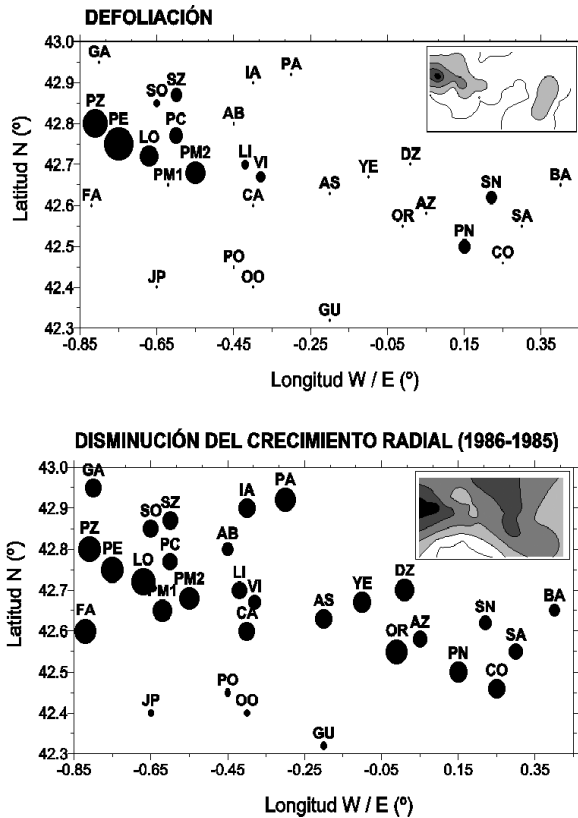 DEFOLIACIÓN
43.0
42.9
42.8
42.7
42.6
42.5
42.4
42.3
Latitud N (º)
GA
PA
SZ
SO
IA
PZ
PE
PC
AB
LO
PM2
PM1
LI
VI
DZ
YE
FA
CA
AS
SN
BA
OR
AZ
SA
PN
PO
CO
JP
OO
GU
-0.85 -0.65 -0.45 -0.25 -0.05 0.15 0.35
Longitud W / E (º)
DISMINUCIÓN DEL CRECIMIENTO RADIAL (1986-1985)
43.0
42.9
42.8
42.7
42.6
42.5
42.4
42.3
Latitud N (º)
GA
PA
IA
SO
SZ
PZ
PE
PC
AB
LO
PM1
PM2
LI
VI
DZ
YE
FA
CA
AS
SN
BA
OR
AZ
SA
PN
CO
PO
JP
OO
GU
-0.85 -0.65 -0.45 -0.25 -0.05 0.15 0.35
Longitud W / E (º)